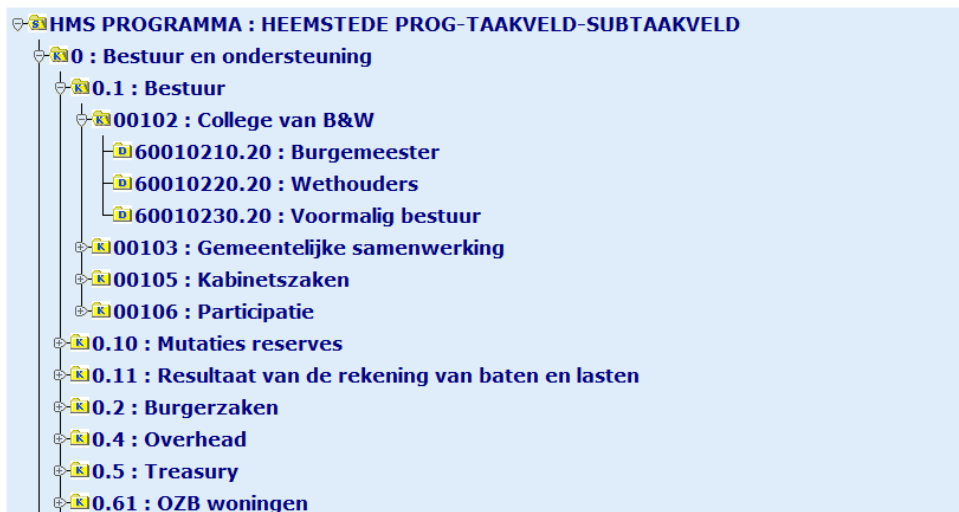 HMS PROGRAMMA : HEEMSTEDE PROG-TAAKVELD-SUBTAAKVELD
0 : Bestuur en ondersteuning
0.1 : Bestuur
00102 : College van B&W
60010210.20 : Burgemeester
60010220.20 : Wethouders
60010230.20 : Voormalig bestuur
00103 : Gemeentelijke samenwerking
00105 : Kabinetszaken
00106 : Participatie
0.10 : Mutaties reserves
0.11 : Resultaat van de rekening van baten en lasten
0.2 : Burgerzaken
0.4 : Overhead
0.5 : Treasury
0.61 : OZB woningen